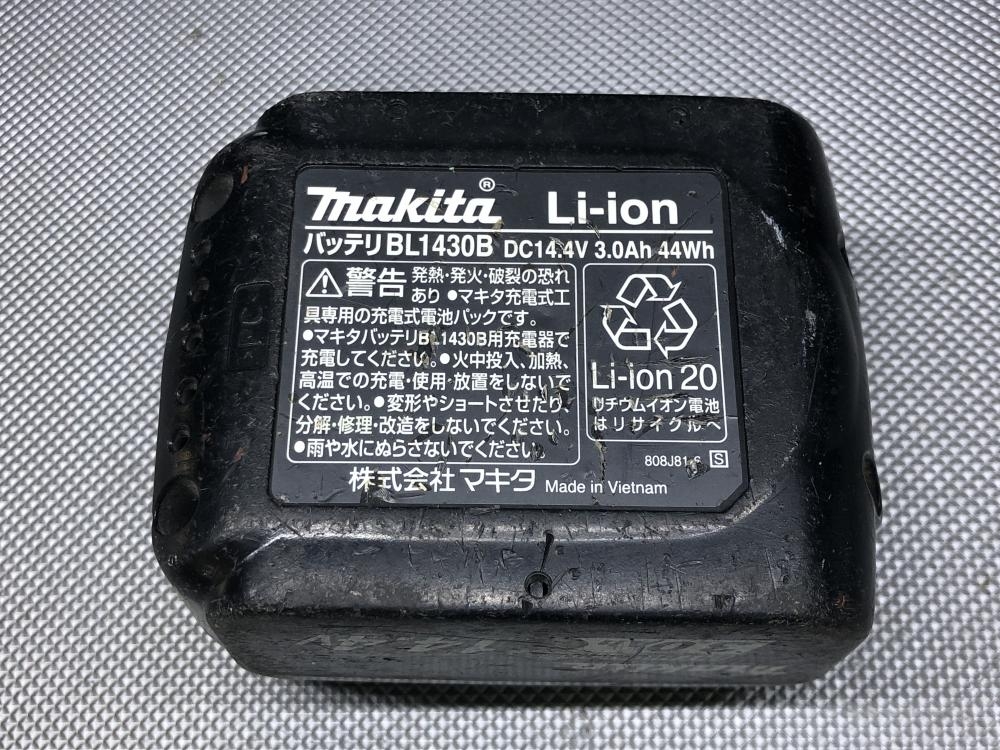 makita® Li-ion
バッテリ BL1430B DC14.4V 3.0Ah 44Wh
⚠警告 発熱・発火・破裂の恐れ
あり ●マキタ充電式工
具専用の充電式電池パックです。
●マキタバッテリBL1430B用充電器で
充電してください。●火中投入、加熱、
高温での充電・使用・放置をしないで
ください。●変形やショートさせたり、
分解・修理・改造をしないでください。
●雨や水にぬらさないでください。
Li-ion 20
リチウムイオン電池
はリサイクルへ
808J81-6 S
株式会社マキタ Made in Vietnam
14.4V